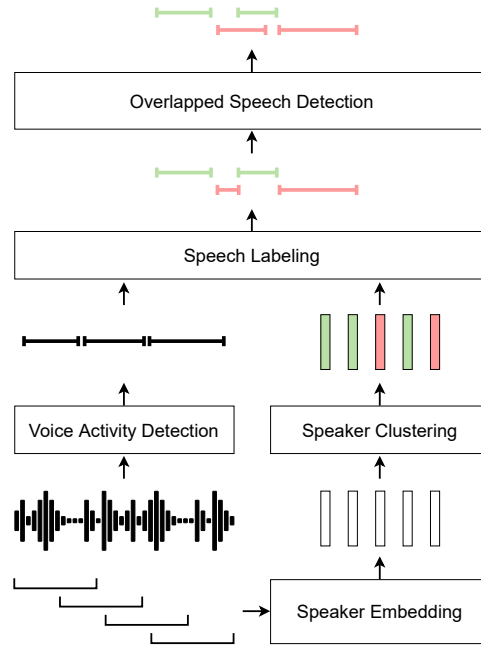 Overlapped Speech Detection
Speech Labeling
Voice Activity Detection
Speaker Clustering
Speaker Embedding